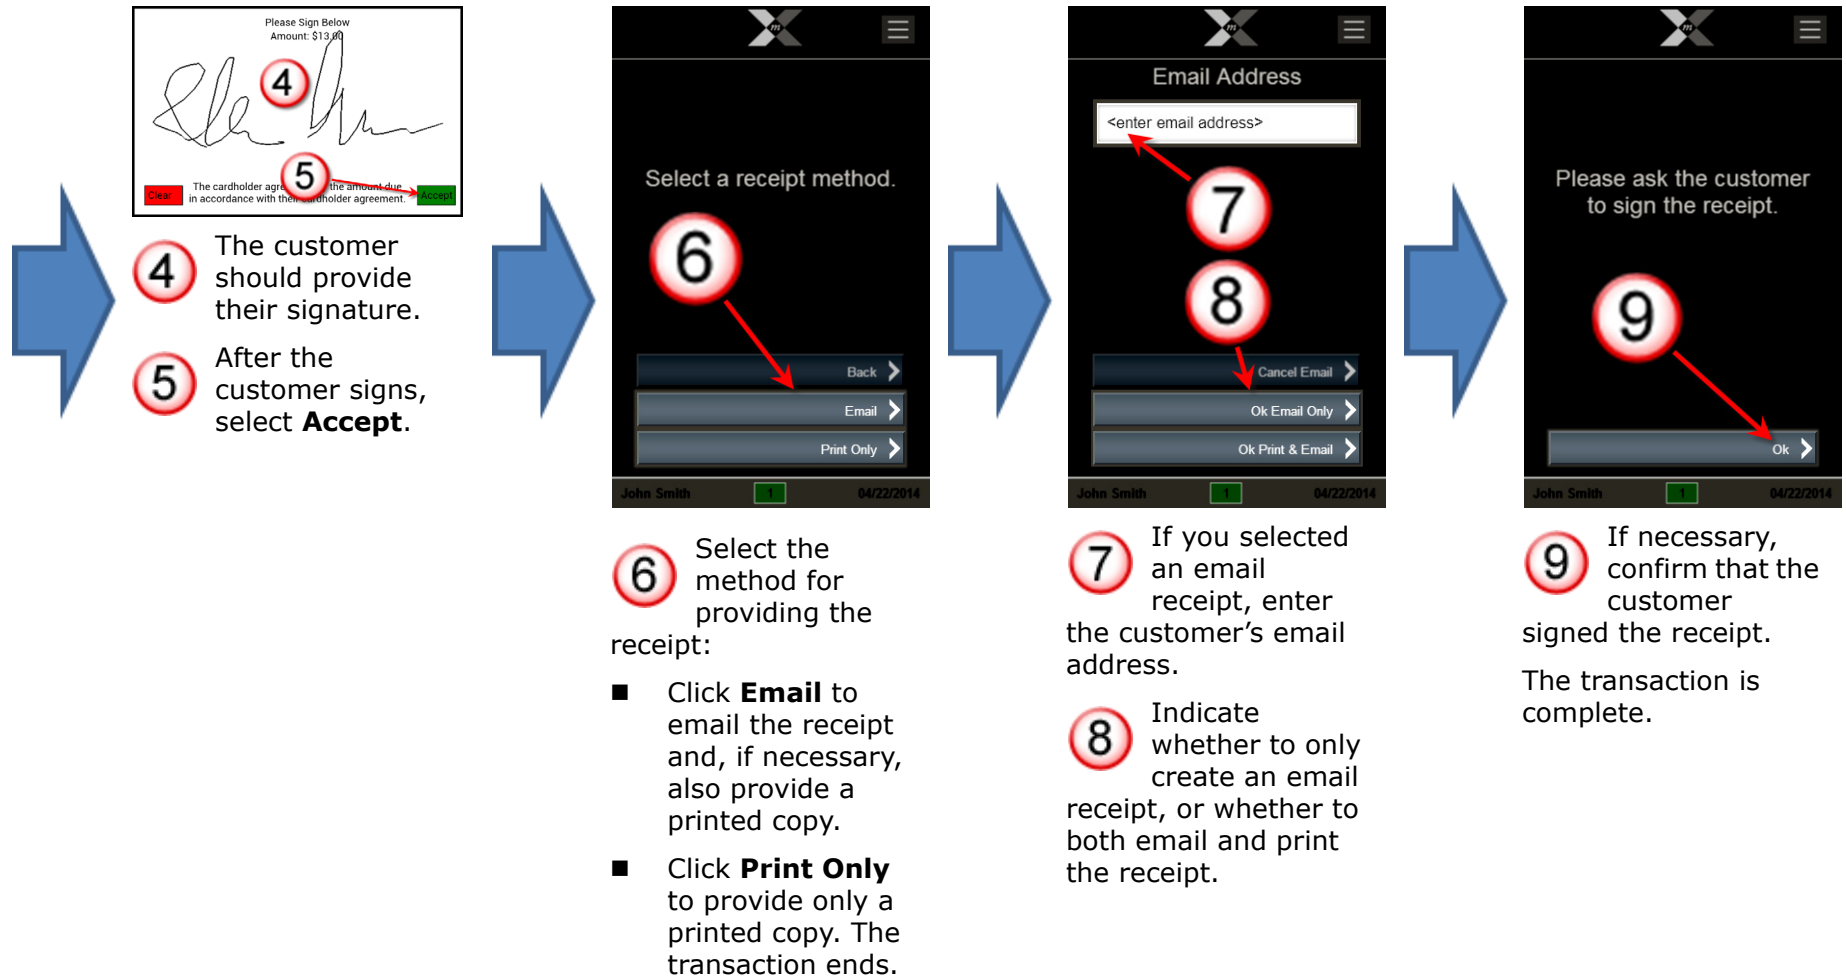 Please Sign Below
Amount: $13.00
4
5
Clear
The cardholder agre the amount due
in accordance with their cardholder agreement.
Accept
4
The customer
should provide
their signature.
5
After the
customer signs,
select Accept.
m
Select a receipt method.
6
Back
Email
Print Only
John Smith
1
04/22/2014
6
Select the
method for
providing the
receipt:
■ Click Email to
email the receipt
and, if necessary,
also provide a
printed copy.
■ Click Print Only
to provide only a
printed copy. The
transaction ends.
m
Email Address
<enter email address>
7
8
Cancel Email
Ok Email Only
Ok Print & Email
John Smith
1
04/22/2014
7
If you selected
an email
receipt, enter
the customer’s email
address.
8
Indicate
whether to only
create an email
receipt, or whether to
both email and print
the receipt.
m
Please ask the customer
to sign the receipt.
9
Ok
John Smith
1
04/22/2014
9
If necessary,
confirm that the
customer
signed the receipt.
The transaction is
complete.